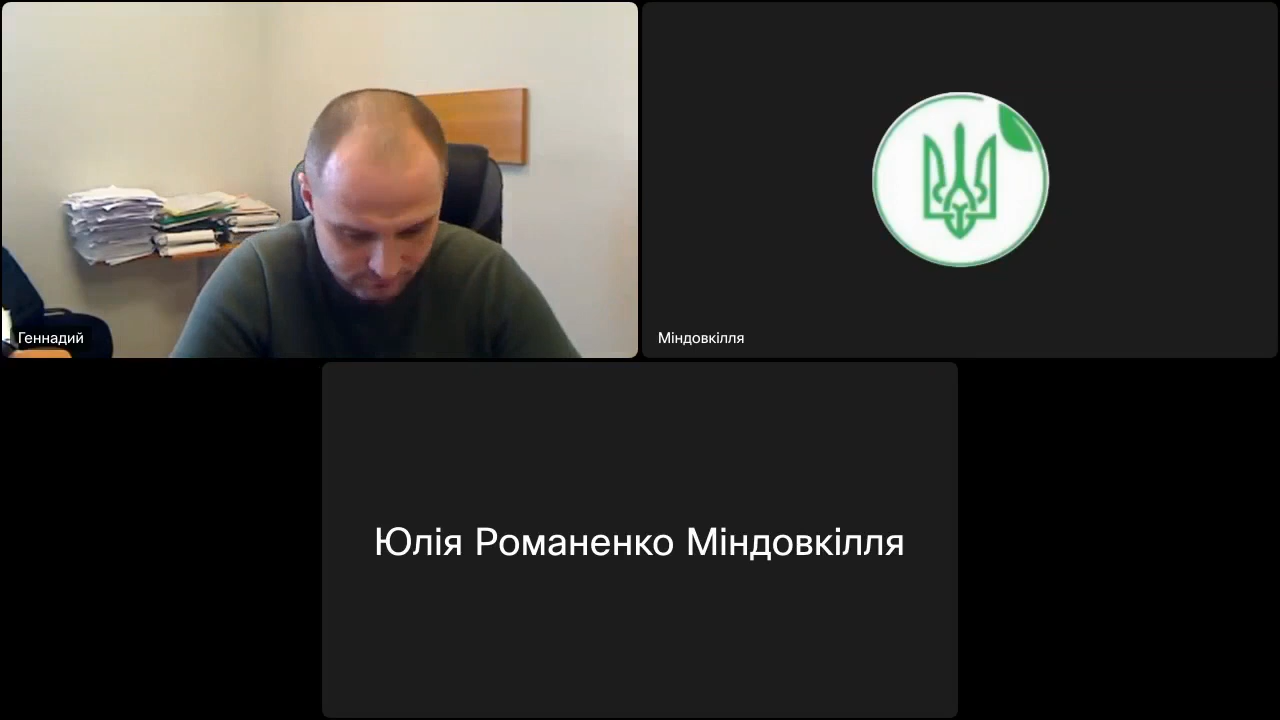 Геннадий
Міндовкілля
Юлія Романенко Міндовкілля